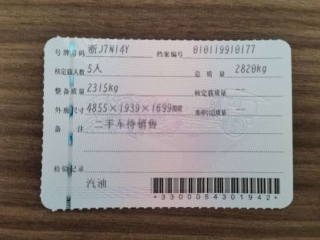 号牌号码 浙J7N14Y 档案编号 010119910177
核定载人数 5人 总质量 2820kg
整备质量 2315kg 核定载质量 --
外廓尺寸 4855×1939×1699mm 准牵引总质量 --
备注 二手车待销售
检验记录
汽油
*3300054301942*